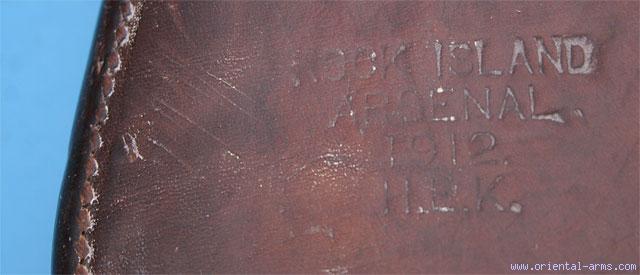 ROCK ISLAND
ARSENAL.
1912.
H.E.K.
www.oriental-arms.com